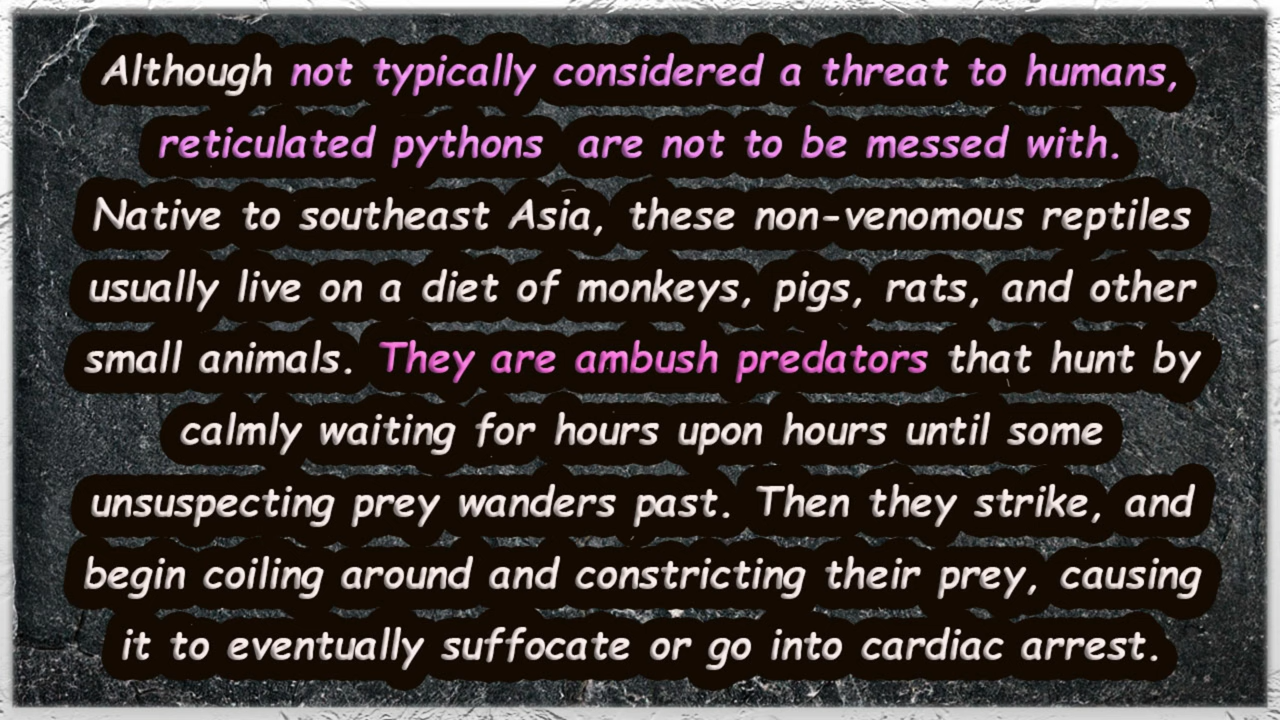 Although not typically considered a threat to humans,
reticulated pythons  are not to be messed with.
Native to southeast Asia, these non-venomous reptiles
usually live on a diet of monkeys, pigs, rats, and other
small animals. They are ambush predators that hunt by
calmly waiting for hours upon hours until some
unsuspecting prey wanders past. Then they strike, and
begin coiling around and constricting their prey, causing
it to eventually suffocate or go into cardiac arrest.